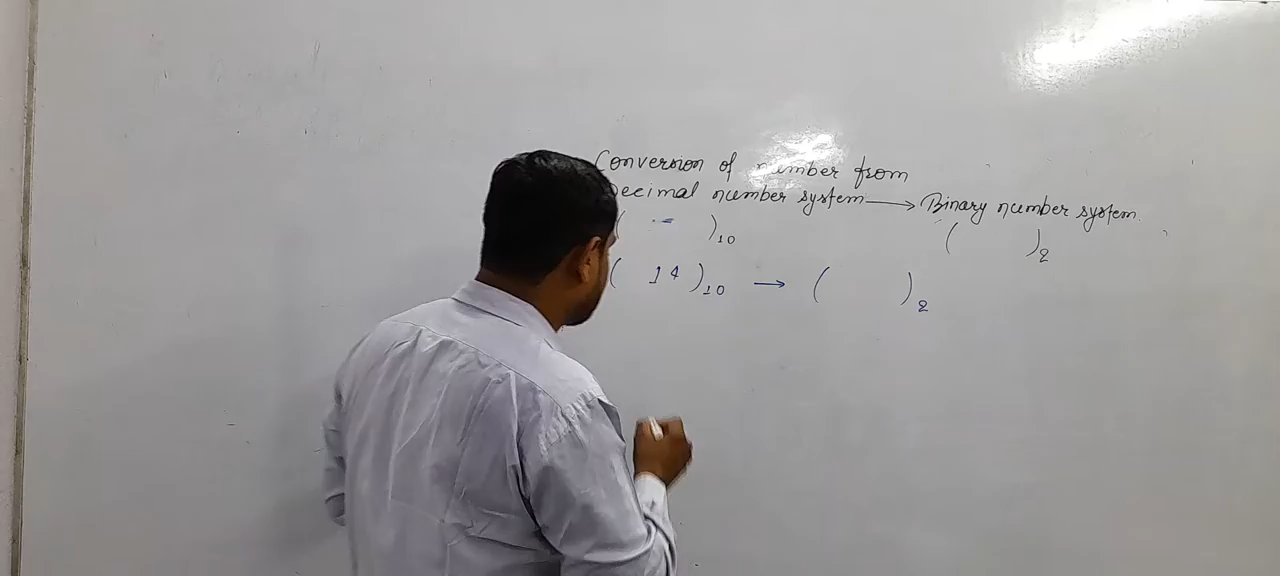 Conversion of number from
Decimal number system → Binary number system
( )10 ( )2
( 14 )10 → ( )2